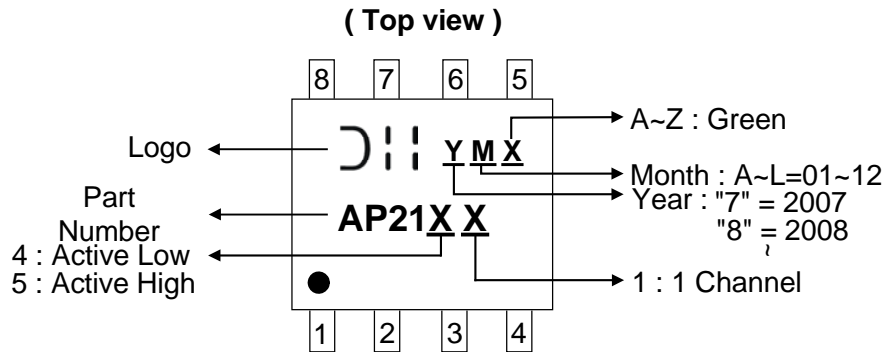 ( Top view )
8 7 6 5
Logo
Y M X
A~Z : Green
Month : A~L=01~12
Year : "7" = 2007
"8" = 2008
~
Part
Number
AP21X X
4 : Active Low
5 : Active High
1 : 1 Channel
1 2 3 4